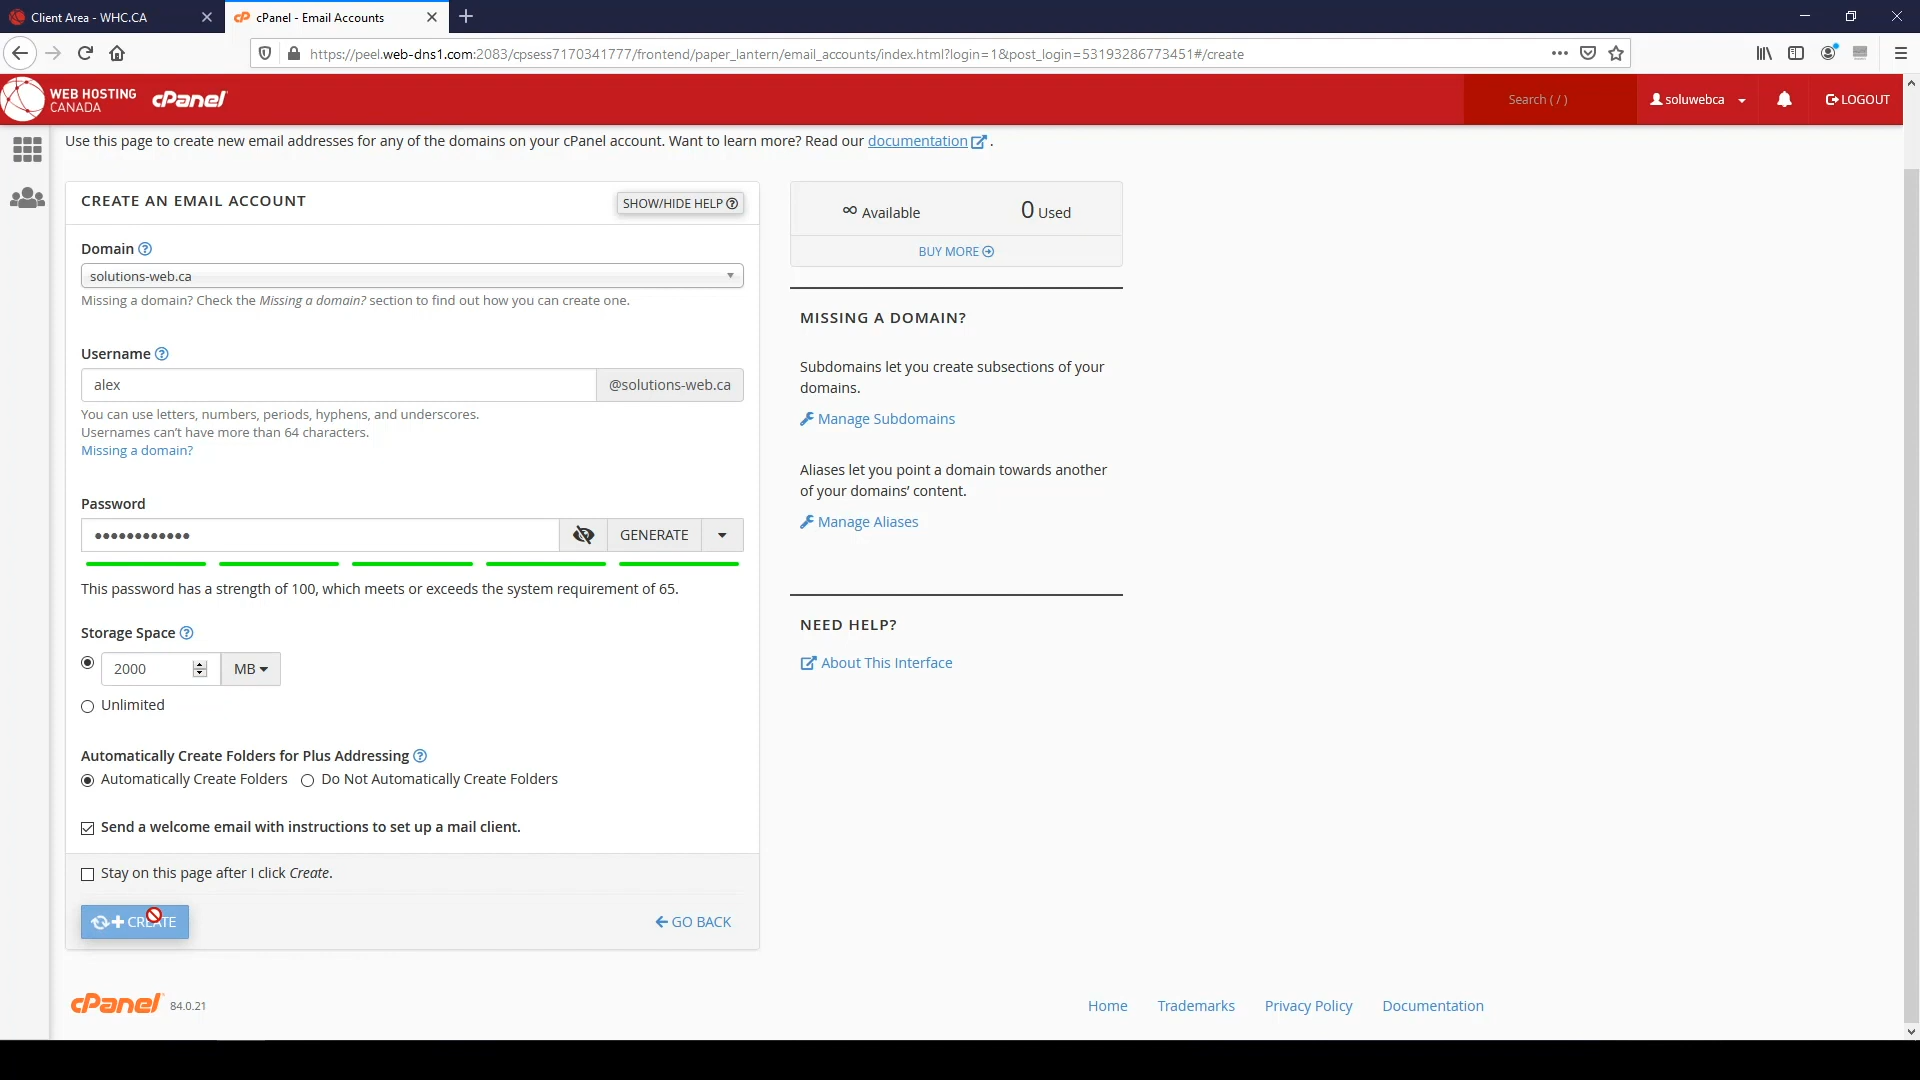 Client Area - WHC.CA
cPanel - Email Accounts
https://peel.web-dns1.com:2083/cpsess7170341777/frontend/paper_lantern/email_accounts/index.html?login=1&post_login=53193286773451#/create
WEB HOSTING
CANADA
cPanel
Search ( / )
soluwebca
LOGOUT
Use this page to create new email addresses for any of the domains on your cPanel account. Want to learn more? Read our documentation .
CREATE AN EMAIL ACCOUNT
SHOW/HIDE HELP
Domain
solutions-web.ca
Missing a domain? Check the Missing a domain? section to find out how you can create one.
Username
alex
@solutions-web.ca
You can use letters, numbers, periods, hyphens, and underscores.
Usernames can't have more than 64 characters.
Missing a domain?
Password
●●●●●●●●●●●●
GENERATE
This password has a strength of 100, which meets or exceeds the system requirement of 65.
Storage Space
2000
MB
Unlimited
Automatically Create Folders for Plus Addressing
Automatically Create Folders
Do Not Automatically Create Folders
Send a welcome email with instructions to set up a mail client.
Stay on this page after I click Create.
CREATE
GO BACK
∞ Available
0 Used
BUY MORE
MISSING A DOMAIN?
Subdomains let you create subsections of your
domains.
Manage Subdomains
Aliases let you point a domain towards another
of your domains' content.
Manage Aliases
NEED HELP?
About This Interface
cPanel 84.0.21
Home
Trademarks
Privacy Policy
Documentation